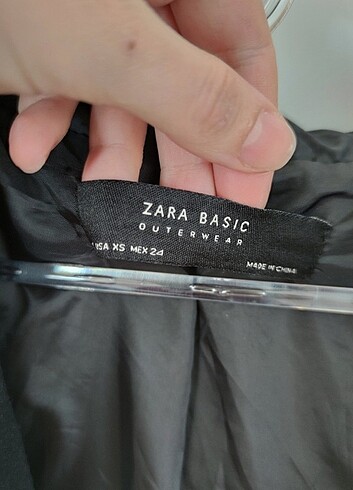 ZARA BASIC
OUTERWEAR
USA XS MEX 24
MADE IN CHINA